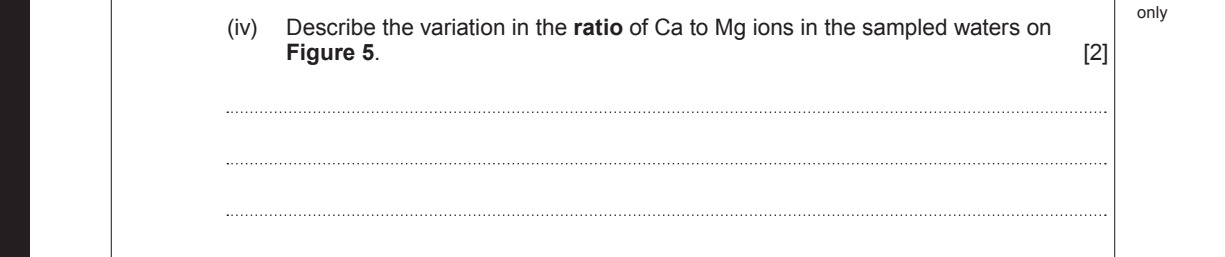 only
(iv) Describe the variation in the ratio of Ca to Mg ions in the sampled waters on
Figure 5. [2]